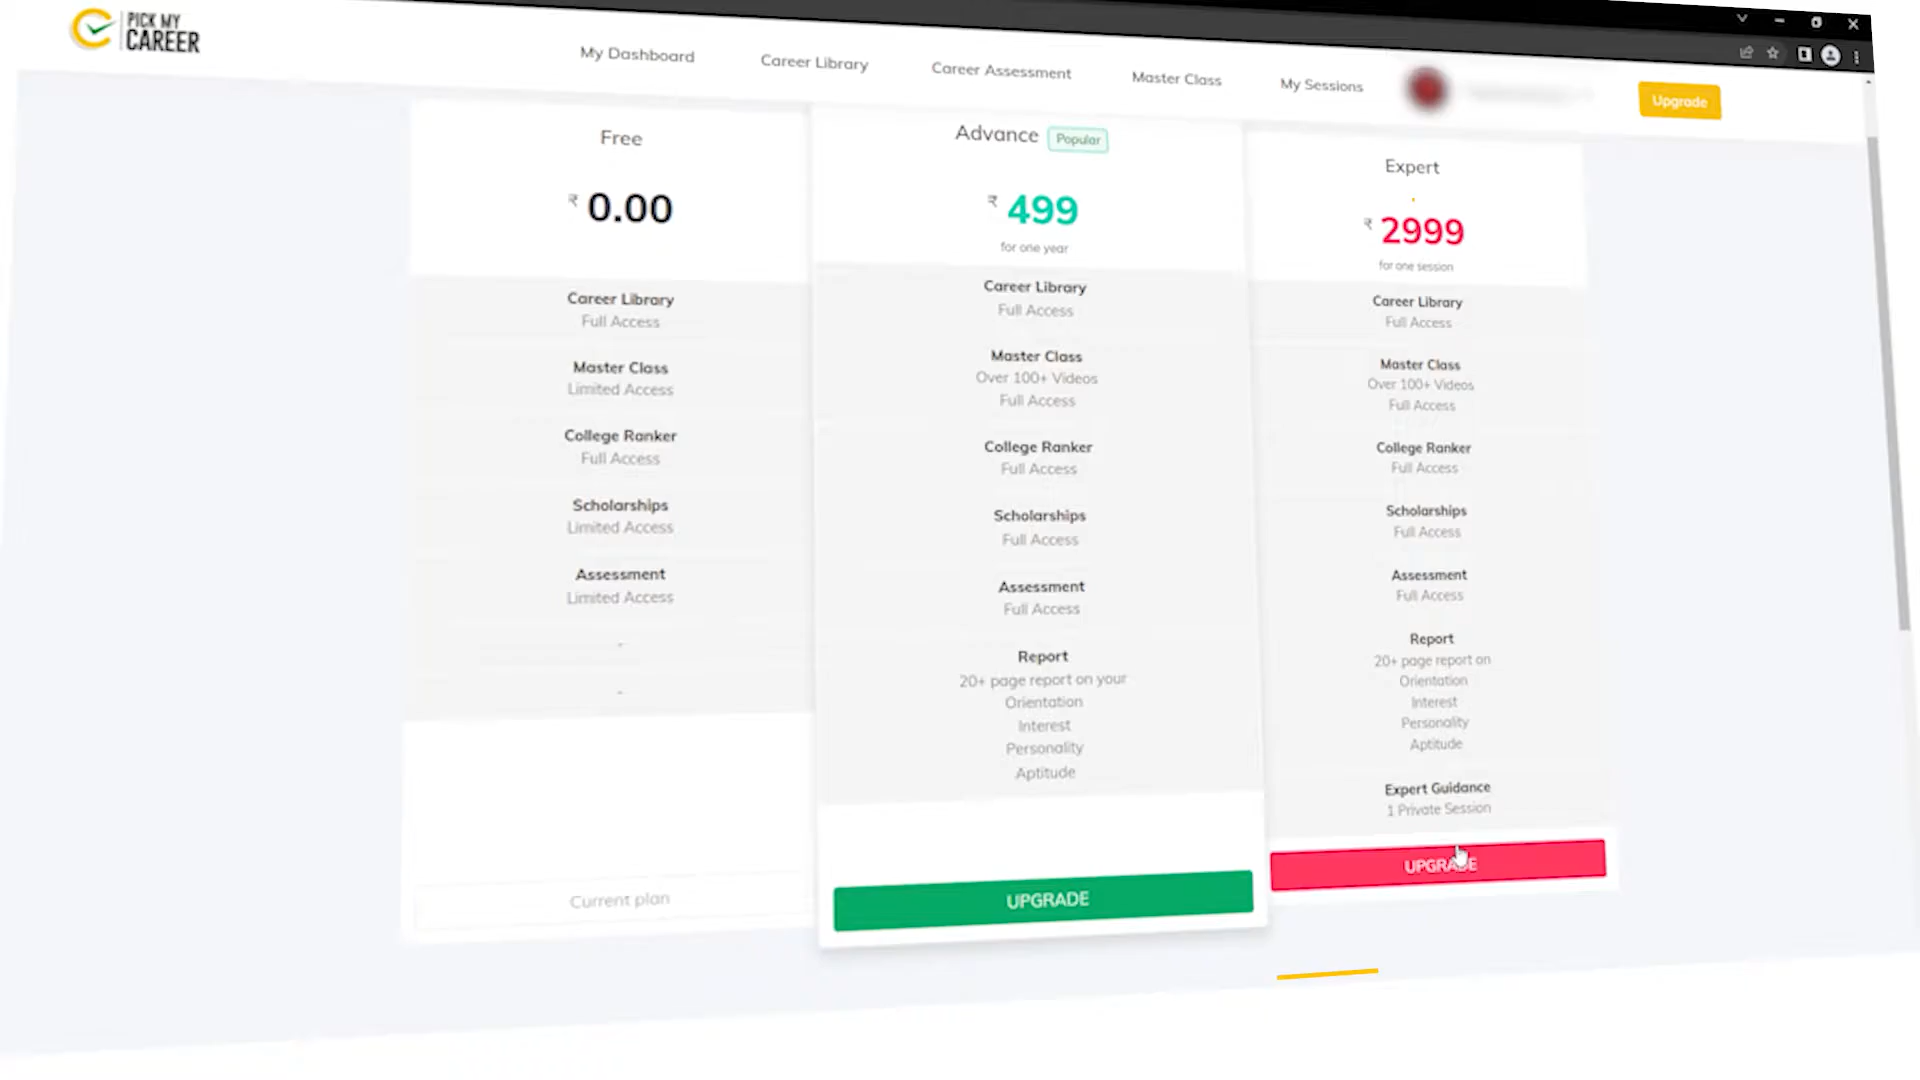 PICK MY
CAREER
My Dashboard
Career Library
Career Assessment
Master Class
My Sessions
Upgrade
Free
₹ 0.00
Career Library
Full Access
Master Class
Limited Access
College Ranker
Full Access
Scholarships
Limited Access
Assessment
Limited Access
-
-
Current plan
Advance Popular
₹ 499
for one year
Career Library
Full Access
Master Class
Over 100+ Videos
Full Access
College Ranker
Full Access
Scholarships
Full Access
Assessment
Full Access
Report
20+ page report on your
Orientation
Interest
Personality
Aptitude
UPGRADE
Expert
₹ 2999
for one session
Career Library
Full Access
Master Class
Over 100+ Videos
Full Access
College Ranker
Full Access
Scholarships
Full Access
Assessment
Full Access
Report
20+ page report on
Orientation
Interest
Personality
Aptitude
Expert Guidance
1 Private Session
UPGRADE